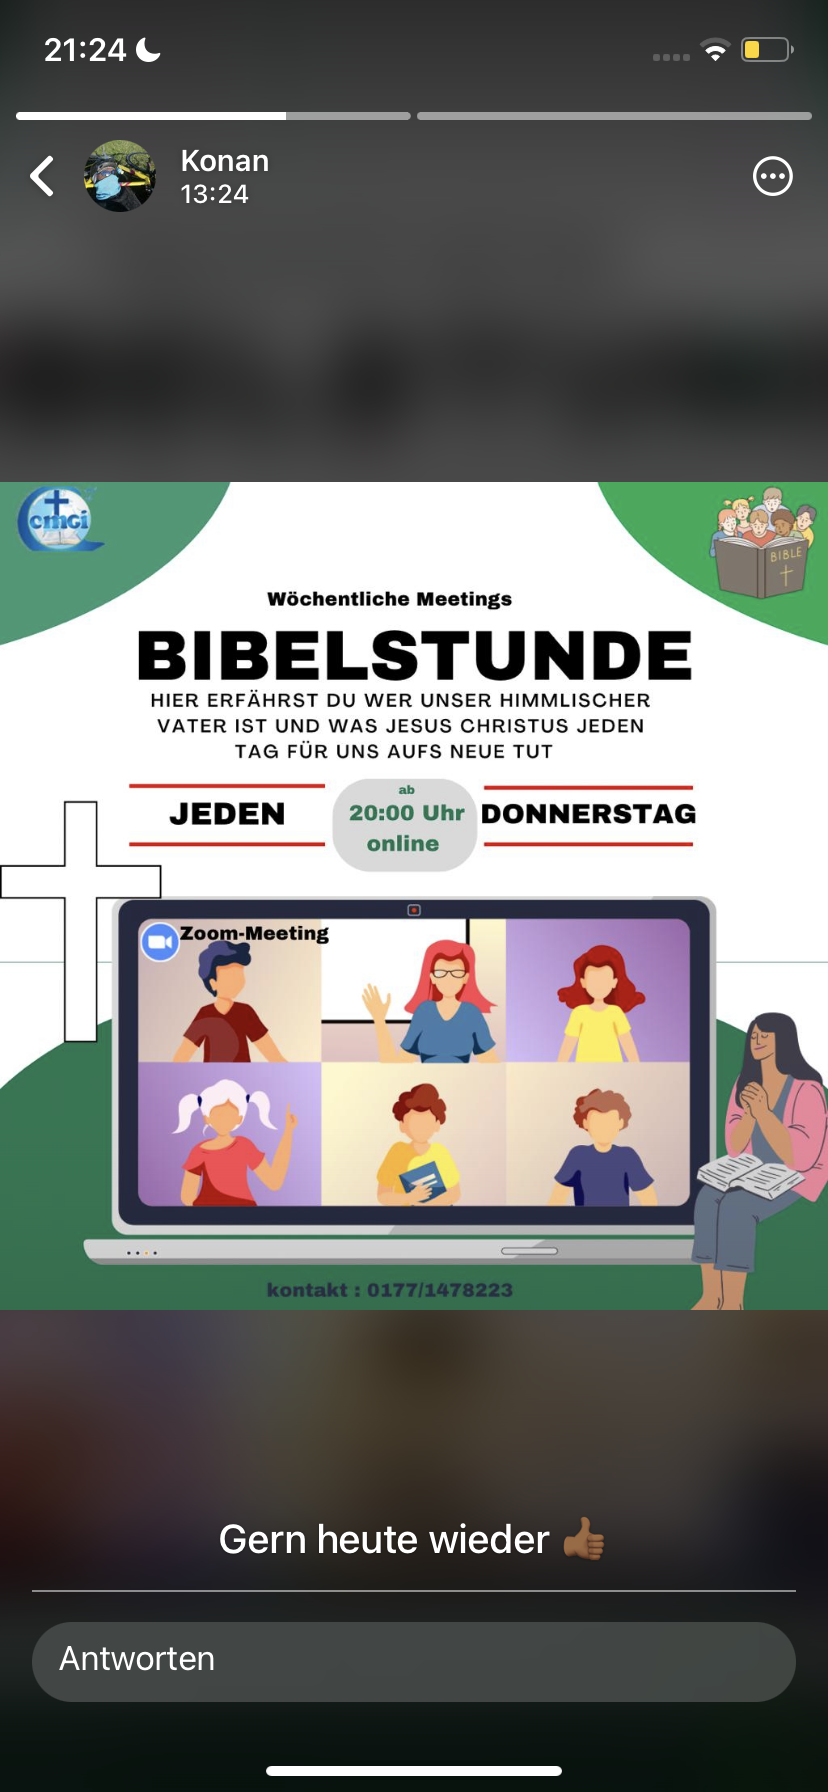 21:24
Konan
13:24
cmci
BIBLE
Wöchentliche Meetings
BIBELSTUNDE
HIER ERFÄHRST DU WER UNSER HIMMLISCHER
VATER IST UND WAS JESUS CHRISTUS JEDEN
TAG FÜR UNS AUFS NEUE TUT
JEDEN
ab
20:00 Uhr
online
DONNERSTAG
Zoom-Meeting
kontakt : 0177/1478223
Gern heute wieder 👍🏾
Antworten